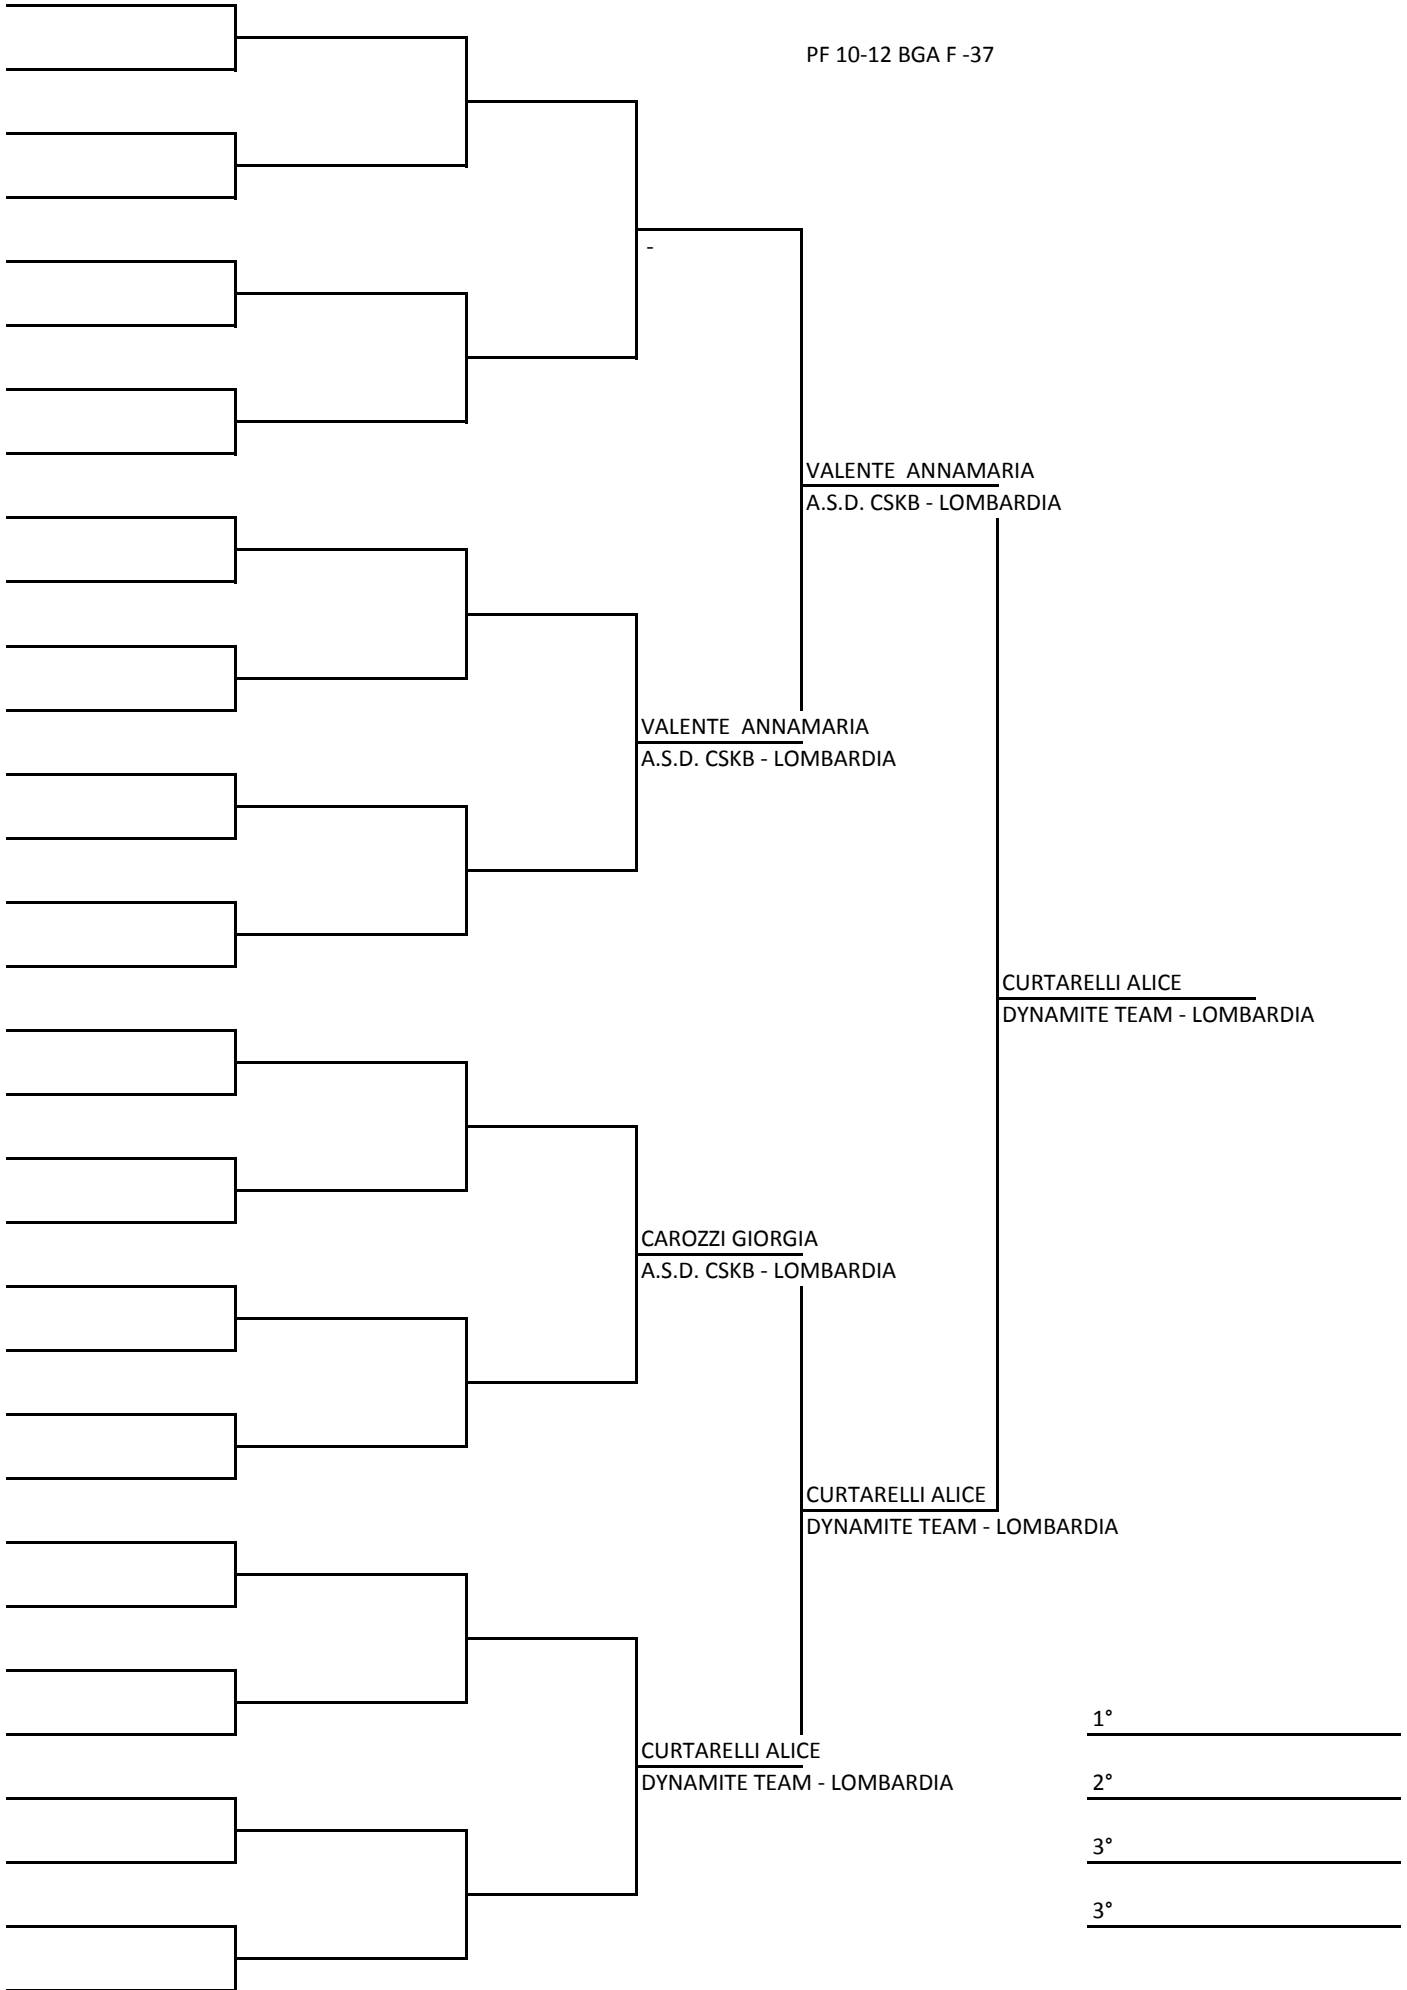 PF 10-12 BGA F -37
-
VALENTE  ANNAMARIA
A.S.D. CSKB - LOMBARDIA
VALENTE  ANNAMARIA
A.S.D. CSKB - LOMBARDIA
CURTARELLI ALICE
DYNAMITE TEAM - LOMBARDIA
CAROZZI GIORGIA
A.S.D. CSKB - LOMBARDIA
CURTARELLI ALICE
DYNAMITE TEAM - LOMBARDIA
1°
CURTARELLI ALICE
DYNAMITE TEAM - LOMBARDIA
2°
3°
3°